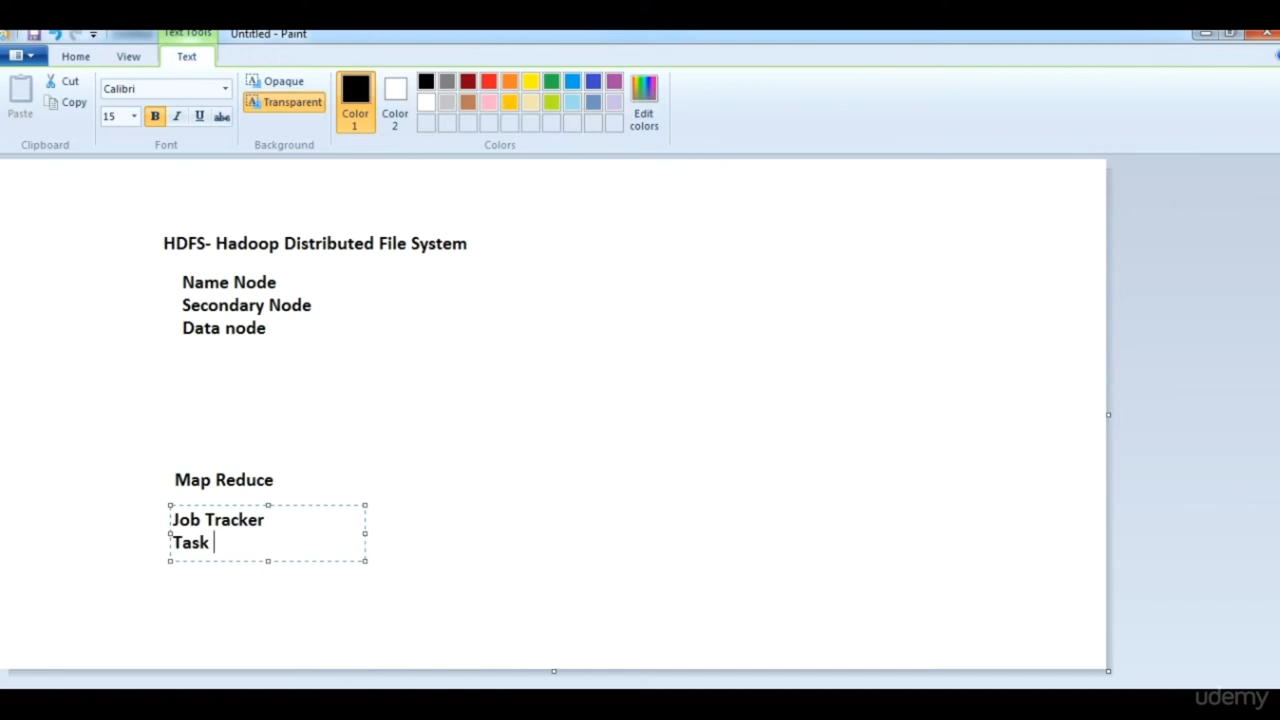 Text Tools
Untitled - Paint
Home View Text
Paste
Cut
Copy
Clipboard
Calibri
15 B I U abc
Font
Opaque
Transparent
Background
Color 1
Color 2
Edit colors
Colors
HDFS- Hadoop Distributed File System
Name Node
Secondary Node
Data node
Map Reduce
Job Tracker
Task
udemy